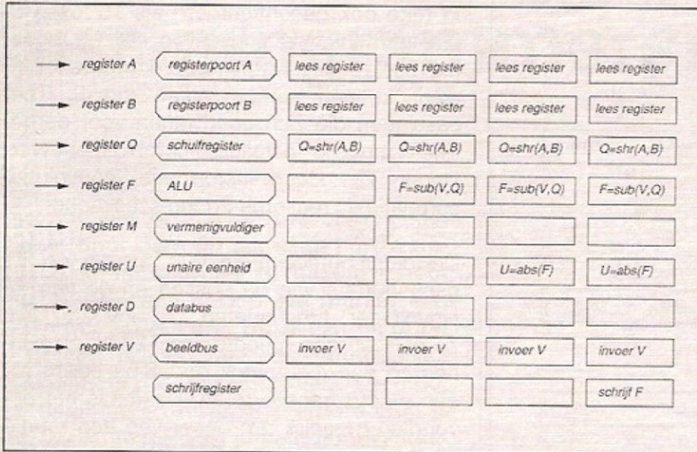 register A registerpoort A lees register lees register lees register lees register
register B registerpoort B lees register lees register lees register lees register
register Q schuifregister Q=shr(A,B) Q=shr(A,B) Q=shr(A,B) Q=shr(A,B)
register F ALU F=sub(V,Q) F=sub(V,Q) F=sub(V,Q)
register M vermenigvuldiger
register U unaire eenheid U=abs(F) U=abs(F)
register D databus
register V beeldbus invoer V invoer V invoer V invoer V
schrijfregister schrijf F